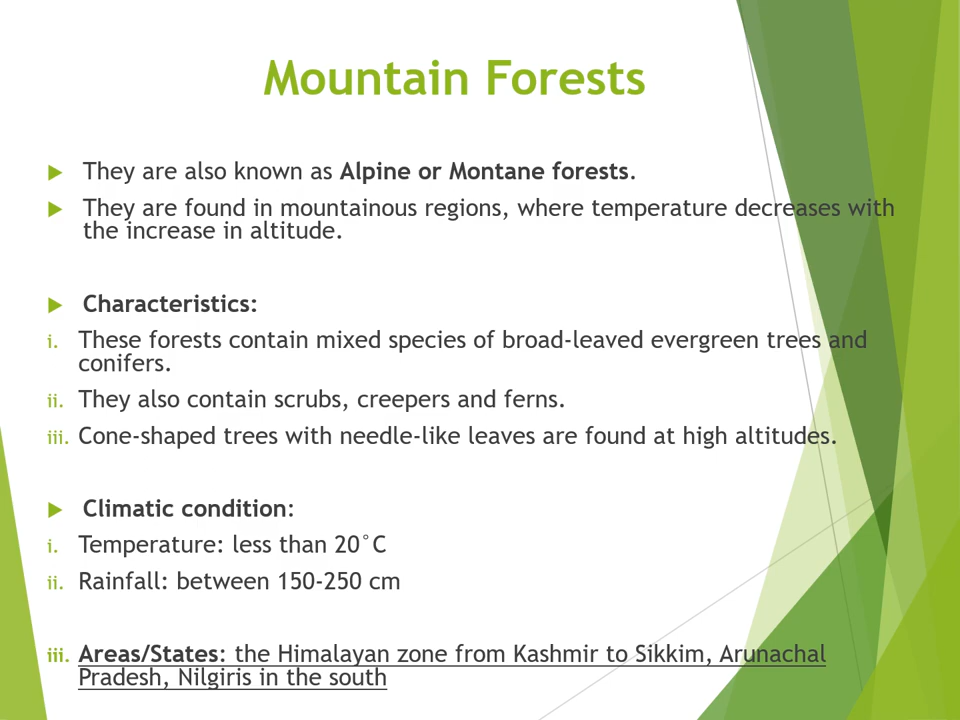 Mountain Forests
They are also known as Alpine or Montane forests.
They are found in mountainous regions, where temperature decreases with
the increase in altitude.
Characteristics:
i. These forests contain mixed species of broad-leaved evergreen trees and
conifers.
ii. They also contain scrubs, creepers and ferns.
iii. Cone-shaped trees with needle-like leaves are found at high altitudes.
Climatic condition:
i. Temperature: less than 20°C
ii. Rainfall: between 150-250 cm
iii. Areas/States: the Himalayan zone from Kashmir to Sikkim, Arunachal
Pradesh, Nilgiris in the south